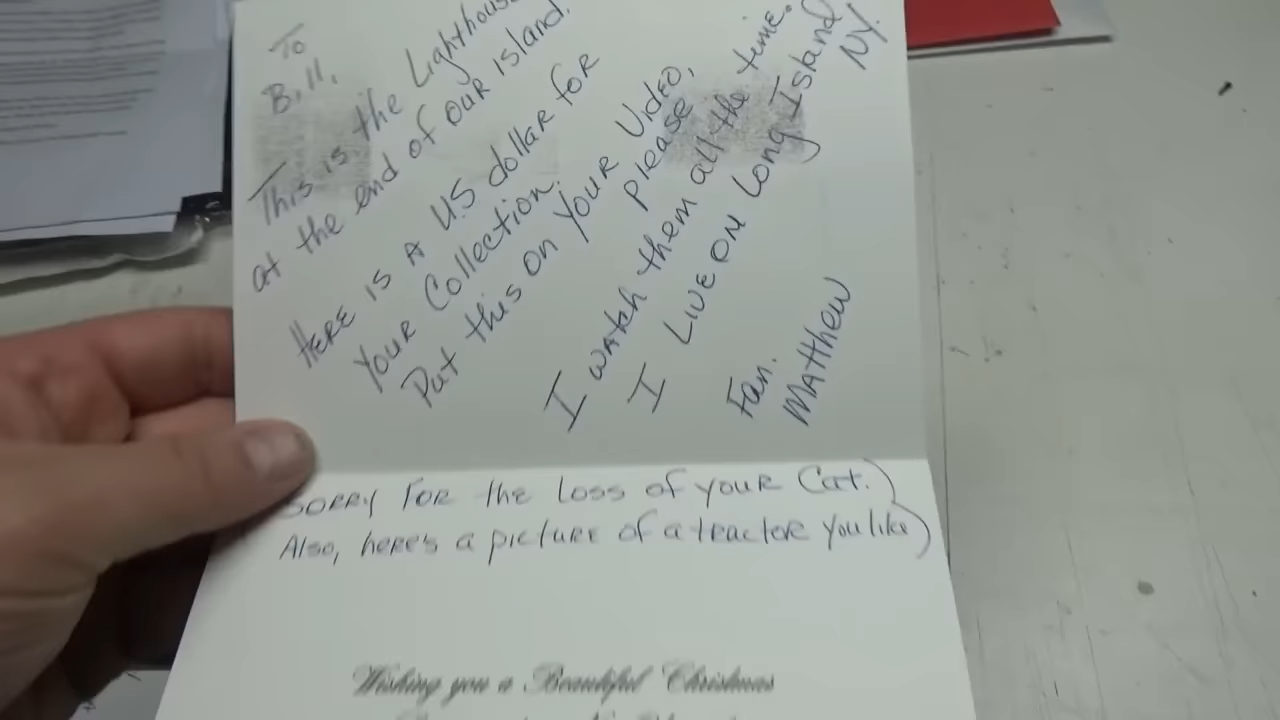 To
Bill,
This is the Lighthouse
at the end of our island.
HERE IS A U.S dollar for
Your Collection.
Put this on Your Video,
please
I watch them all the time.
I LIVE ON Long Island
NY.
Fan.
Matthew
SORRY FOR the Loss of your Cat.)
Also, here's a picture of a tractor you like)
Wishing you a Beautiful Christmas